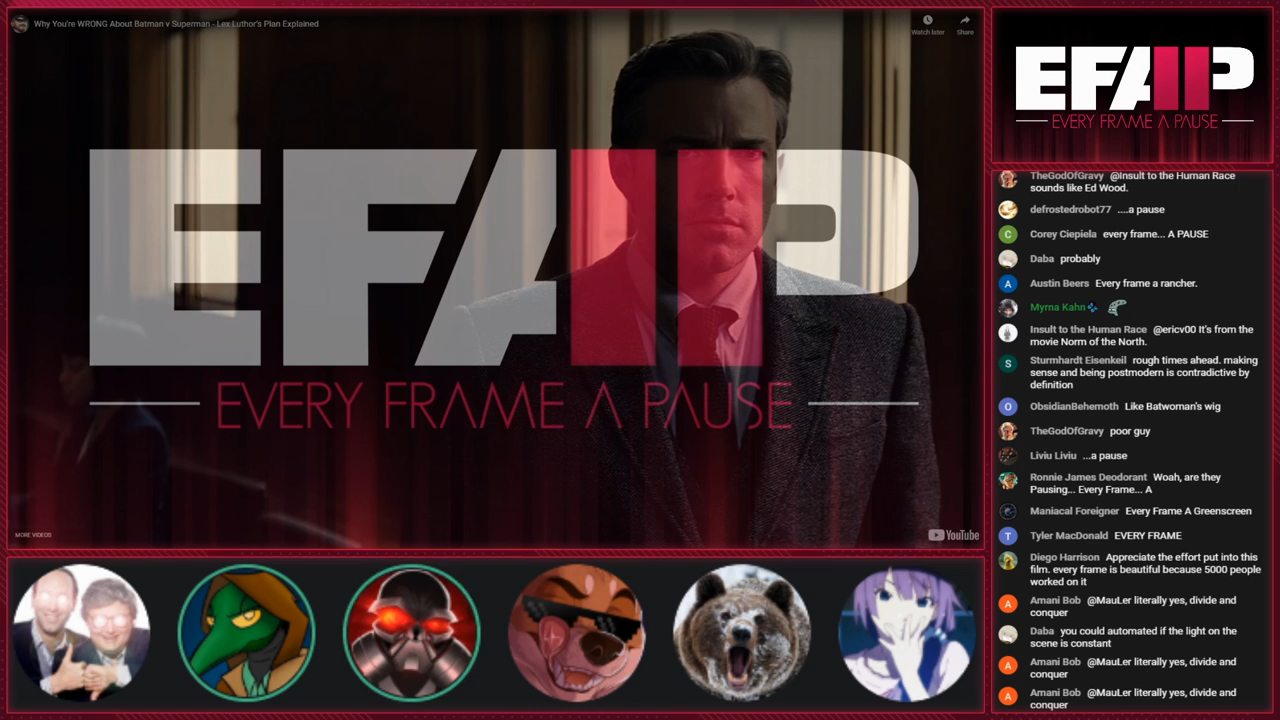 Why You're WRONG About Batman v Superman - Lex Luthor's Plan Explained
Watch later
Share
EFAP
EVERY FRAME A PAUSE
MORE VIDEOS
YouTube
EFAP
EVERY FRAME A PAUSE
TheGodOfGravy @Insult to the Human Race
sounds like Ed Wood.
defrostedrobot77 ....a pause
C
Corey Ciepiela every frame... A PAUSE
Daba probably
A
Austin Beers Every frame a rancher.
Myrna Kahn
Insult to the Human Race @ericv00 It's from the
movie Norm of the North.
S
Sturmhardt Eisenkeil rough times ahead. making
sense and being postmodern is contradictive by
definition
O
ObsidianBehemoth Like Batwoman's wig
TheGodOfGravy poor guy
Liviu Liviu ...a pause
Ronnie James Deodorant Woah, are they
Pausing... Every Frame... A
Maniacal Foreigner Every Frame A Greenscreen
T
Tyler MacDonald EVERY FRAME
Diego Harrison Appreciate the effort put into this
film. every frame is beautiful because 5000 people
worked on it
A
Amani Bob @MauLer literally yes, divide and
conquer
Daba you could automated if the light on the
scene is constant
A
Amani Bob @MauLer literally yes, divide and
conquer
A
Amani Bob @MauLer literally yes, divide and
conquer